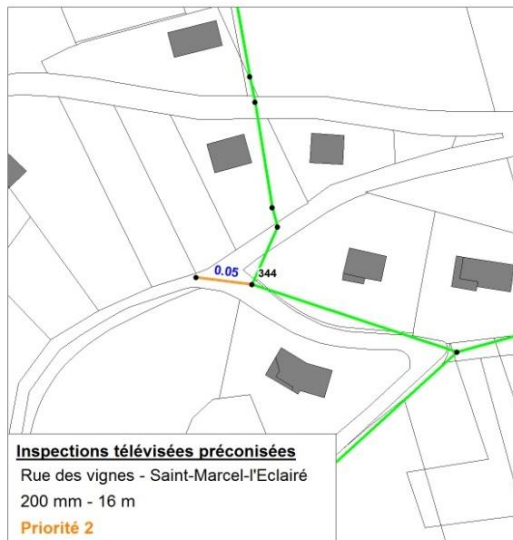 0.05
344
Inspections télévisées préconisées
Rue des vignes - Saint-Marcel-l'Eclairé
200 mm - 16 m
Priorité 2